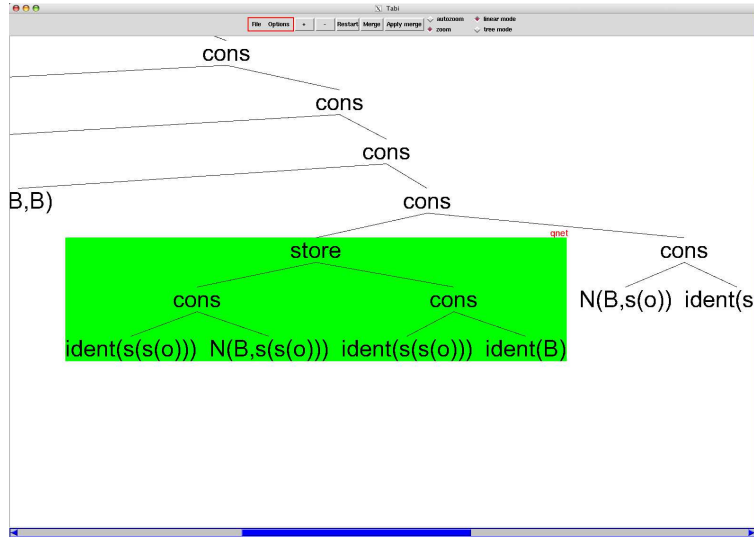 Tabi
File Options + - Restart Merge Apply merge autozoom linear mode
zoom tree mode
cons
cons
cons
B,B)
cons
qnet
store cons
cons cons N(B,s(o)) ident(s
ident(s(s(o))) N(B,s(s(o))) ident(s(s(o))) ident(B)